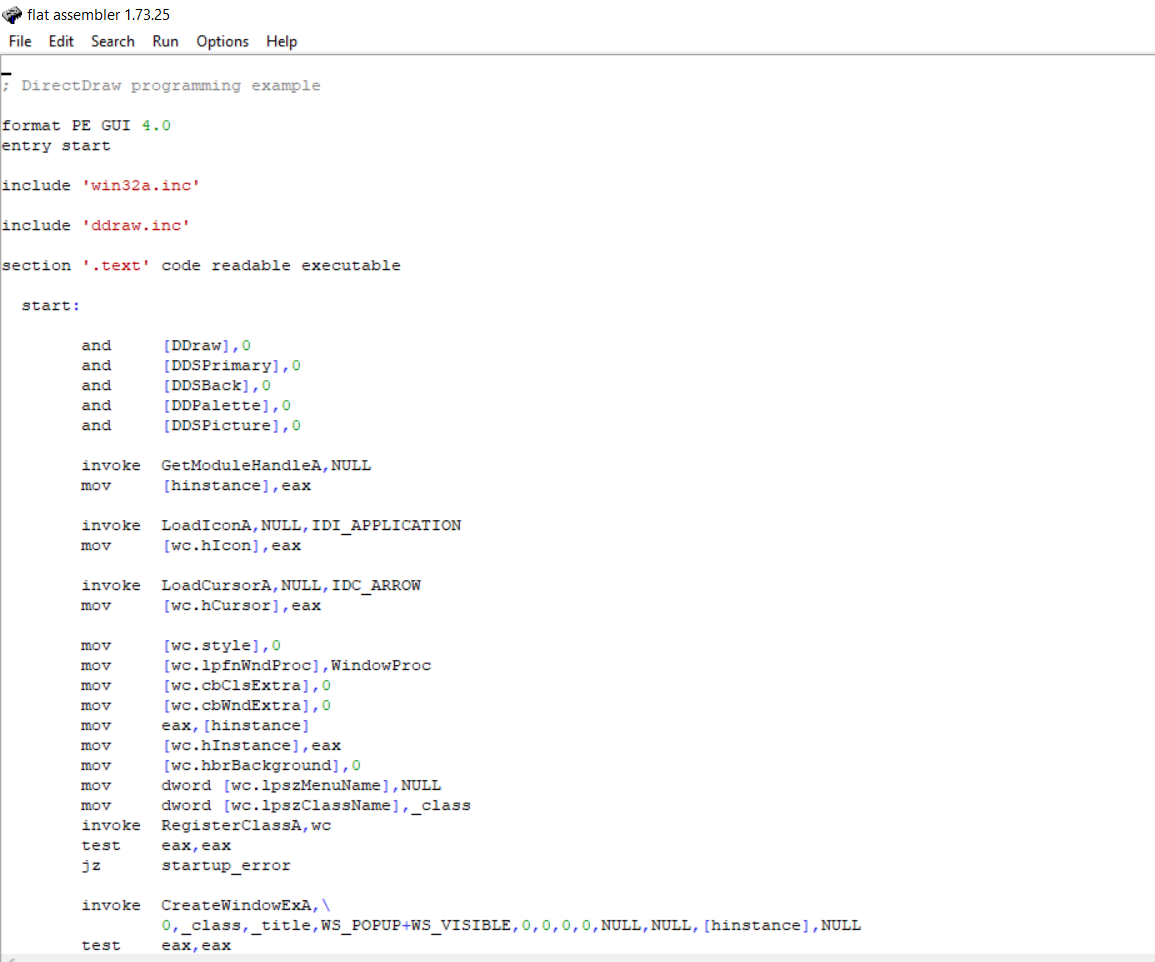 flat assembler 1.73.25
File Edit Search Run Options Help
; DirectDraw programming example
format PE GUI 4.0
entry start
include 'win32a.inc'
include 'ddraw.inc'
section '.text' code readable executable
start:
and [DDraw],0
and [DDSPrimary],0
and [DDSBack],0
and [DDPalette],0
and [DDSPicture],0
invoke GetModuleHandleA,NULL
mov [hinstance],eax
invoke LoadIconA,NULL,IDI_APPLICATION
mov [wc.hIcon],eax
invoke LoadCursorA,NULL,IDC_ARROW
mov [wc.hCursor],eax
mov [wc.style],0
mov [wc.lpfnWndProc],WindowProc
mov [wc.cbClsExtra],0
mov [wc.cbWndExtra],0
mov eax,[hinstance]
mov [wc.hInstance],eax
mov [wc.hbrBackground],0
mov dword [wc.lpszMenuName],NULL
mov dword [wc.lpszClassName],_class
invoke RegisterClassA,wc
test eax,eax
jz startup_error
invoke CreateWindowExA,\
0,_class,_title,WS_POPUP+WS_VISIBLE,0,0,0,0,NULL,NULL,[hinstance],NULL
test eax,eax